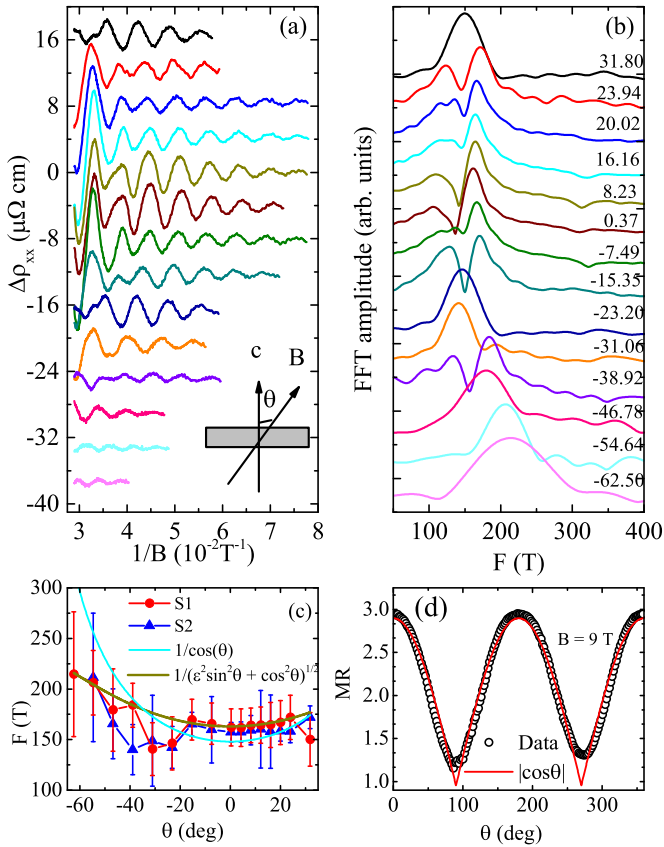 (a)
16
8
0
-8
-16
-24
-32
-40
Δρxx (μΩ cm)
c
B
θ
3
4
5
6
7
8
1/B (10⁻²T⁻¹)
(b)
31.80
23.94
20.02
16.16
8.23
0.37
-7.49
-15.35
-23.20
-31.06
-38.92
-46.78
-54.64
-62.50
FFT amplitude (arb. units)
100
200
300
400
F (T)
(c)
S1
S2
1/cos(θ)
1/(ε²sin²θ + cos²θ)^1/2
300
250
200
150
100
F (T)
-60
-40
-20
0
20
θ (deg)
(d)
B = 9 T
Data
|cosθ|
3.0
2.5
2.0
1.5
1.0
MR
0
100
200
300
θ (deg)